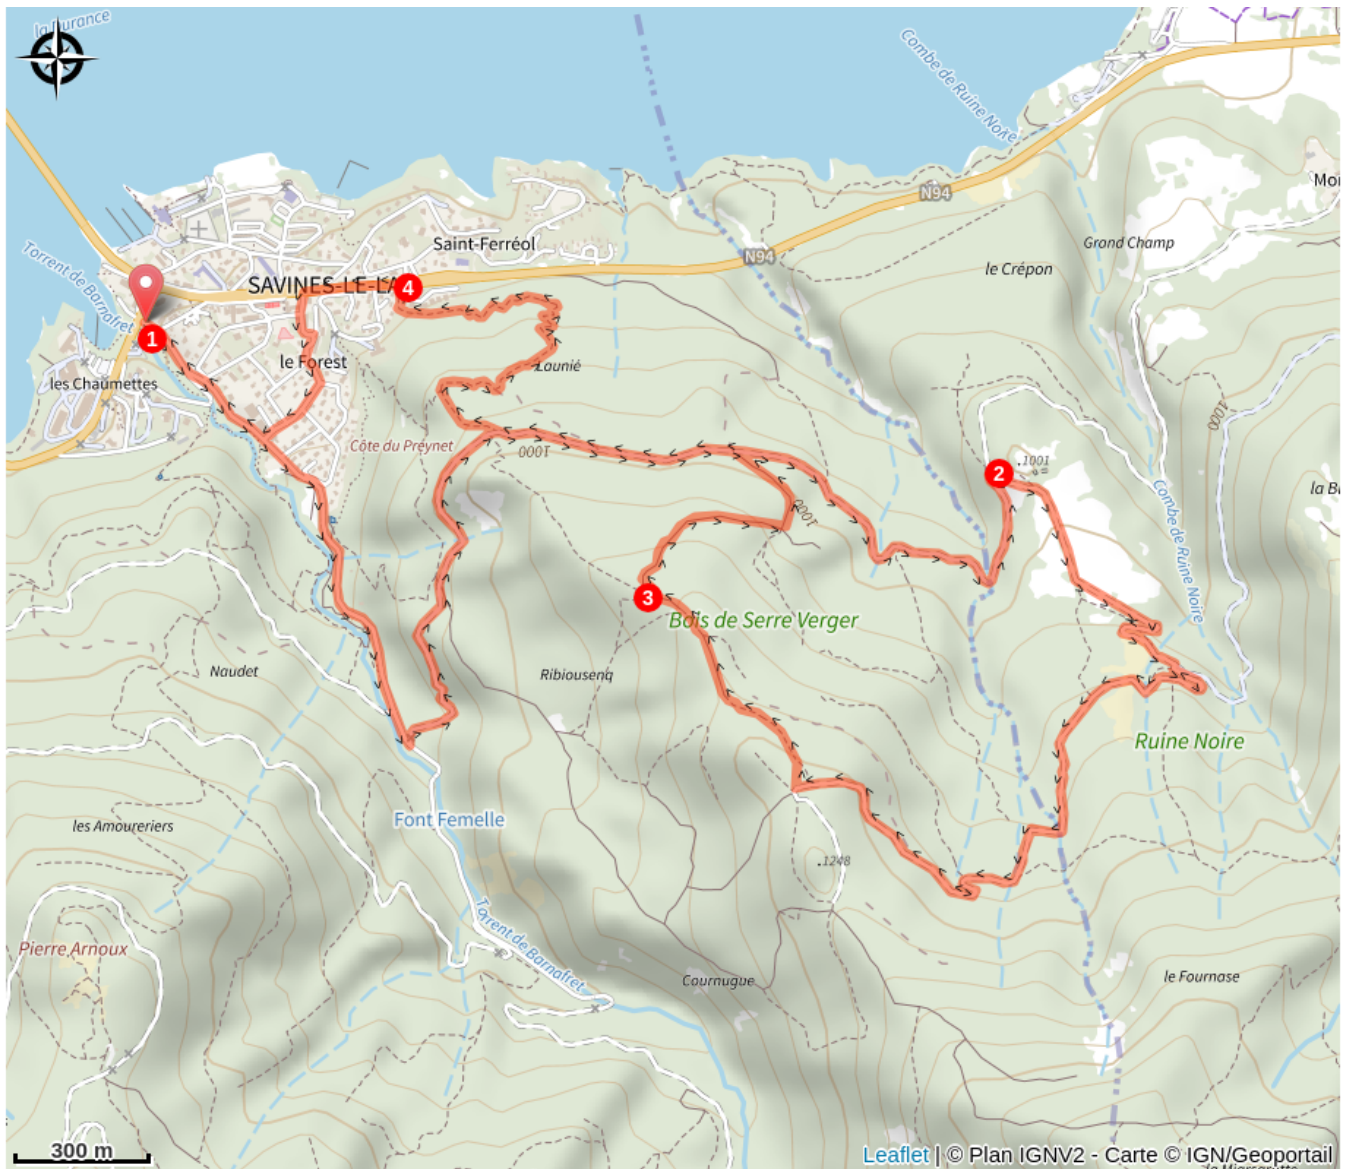 la Durance
Combe de Ruine Noire
N94
Saint-Ferréol
Grand Champ
N94
le Crépon
Torrent de Barnafret
SAVINES-LE-LA
4
1
le Forest
Launié
les Chaumettes
1000
Côte du Preynet
1000
2
.1001
la B
1000
Combe de Ruine Noire
3
Bois de Serre Verger
Naudet
Ribiousenq
Ruine Noire
les Amoureriers
Font Femelle
.1248
Pierre Arnoux
Torrent de Barnafret
Cournugue
le Fournase
300 m
Leaflet | © Plan IGNV2 - Carte © IGN/Geoportail